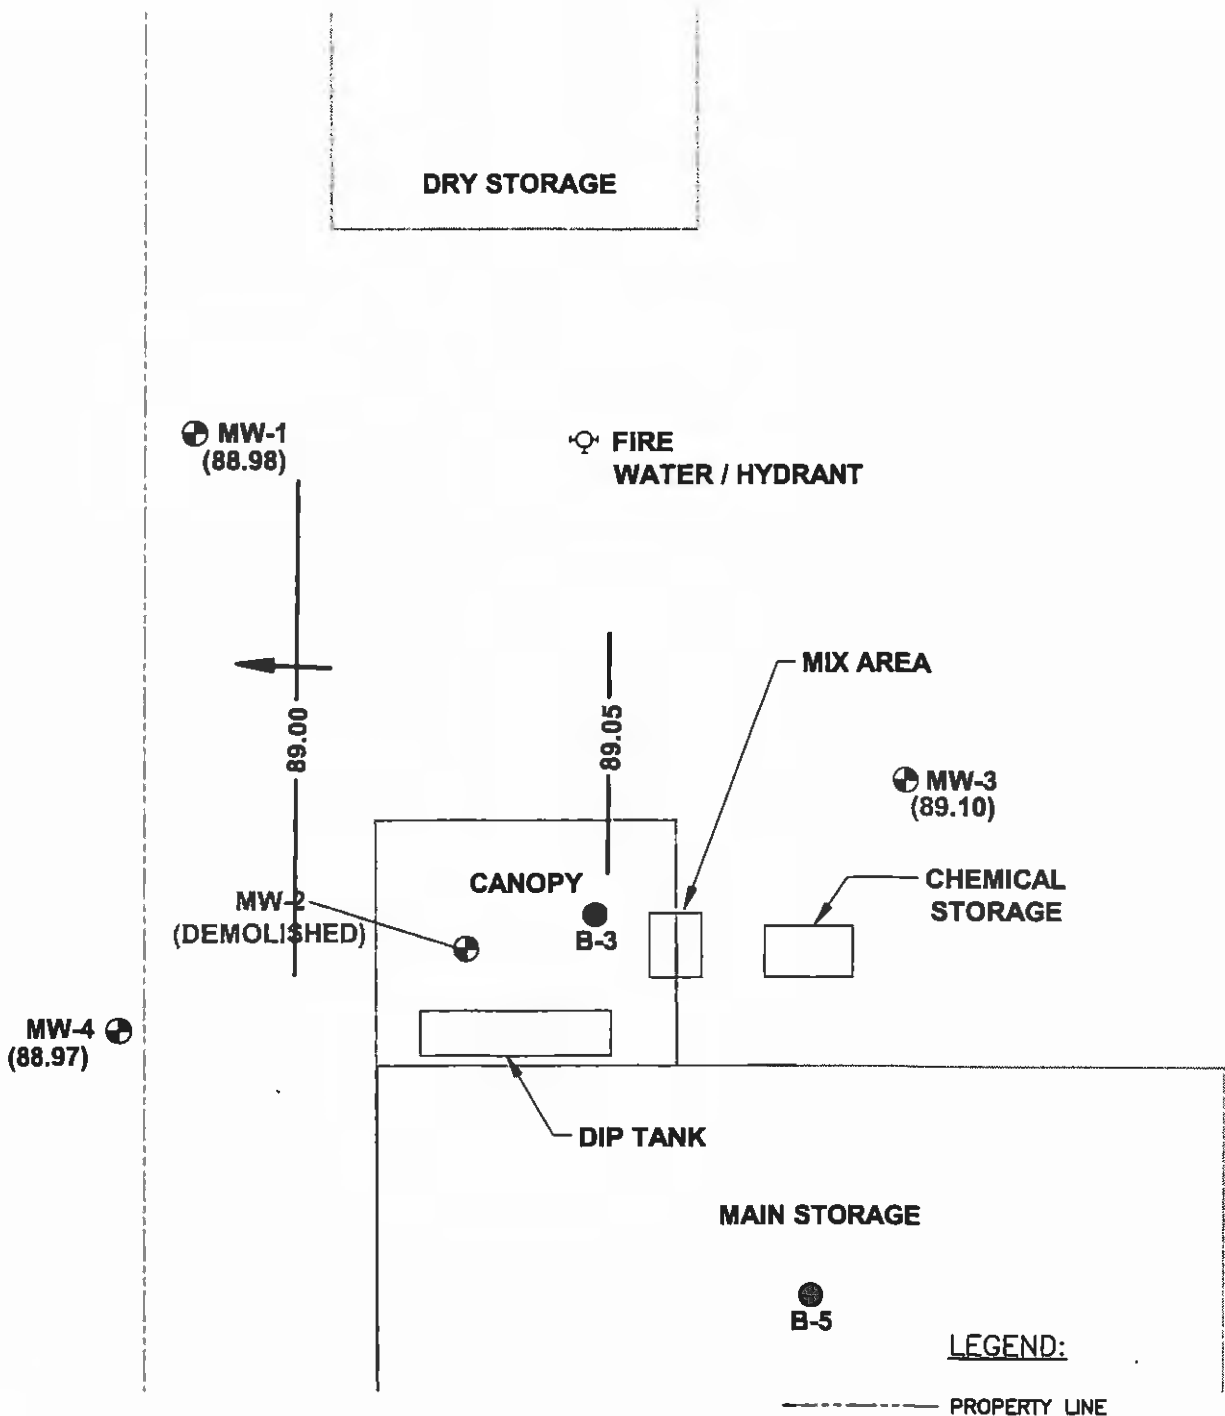 DRY STORAGE
MW-1
(88.98)
FIRE
WATER / HYDRANT
MIX AREA
89.00
89.05
MW-3
(89.10)
CANOPY
CHEMICAL
STORAGE
MW-2
(DEMOLISHED)
B-3
MW-4
(88.97)
DIP TANK
MAIN STORAGE
B-5
LEGEND:
PROPERTY LINE